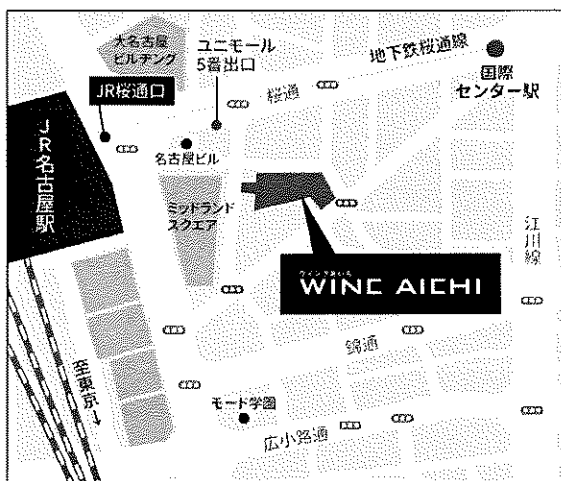 大名古屋
ビルヂング
ユニモール
5番出口
地下鉄桜通線
国際
センター駅
JR桜通口
桜通
名古屋ビル
JR名古屋駅
ミッドランド
スクエア
江川線
ウインクあいち
WINC AICHI
錦通
至東京→
モード学園
広小路通